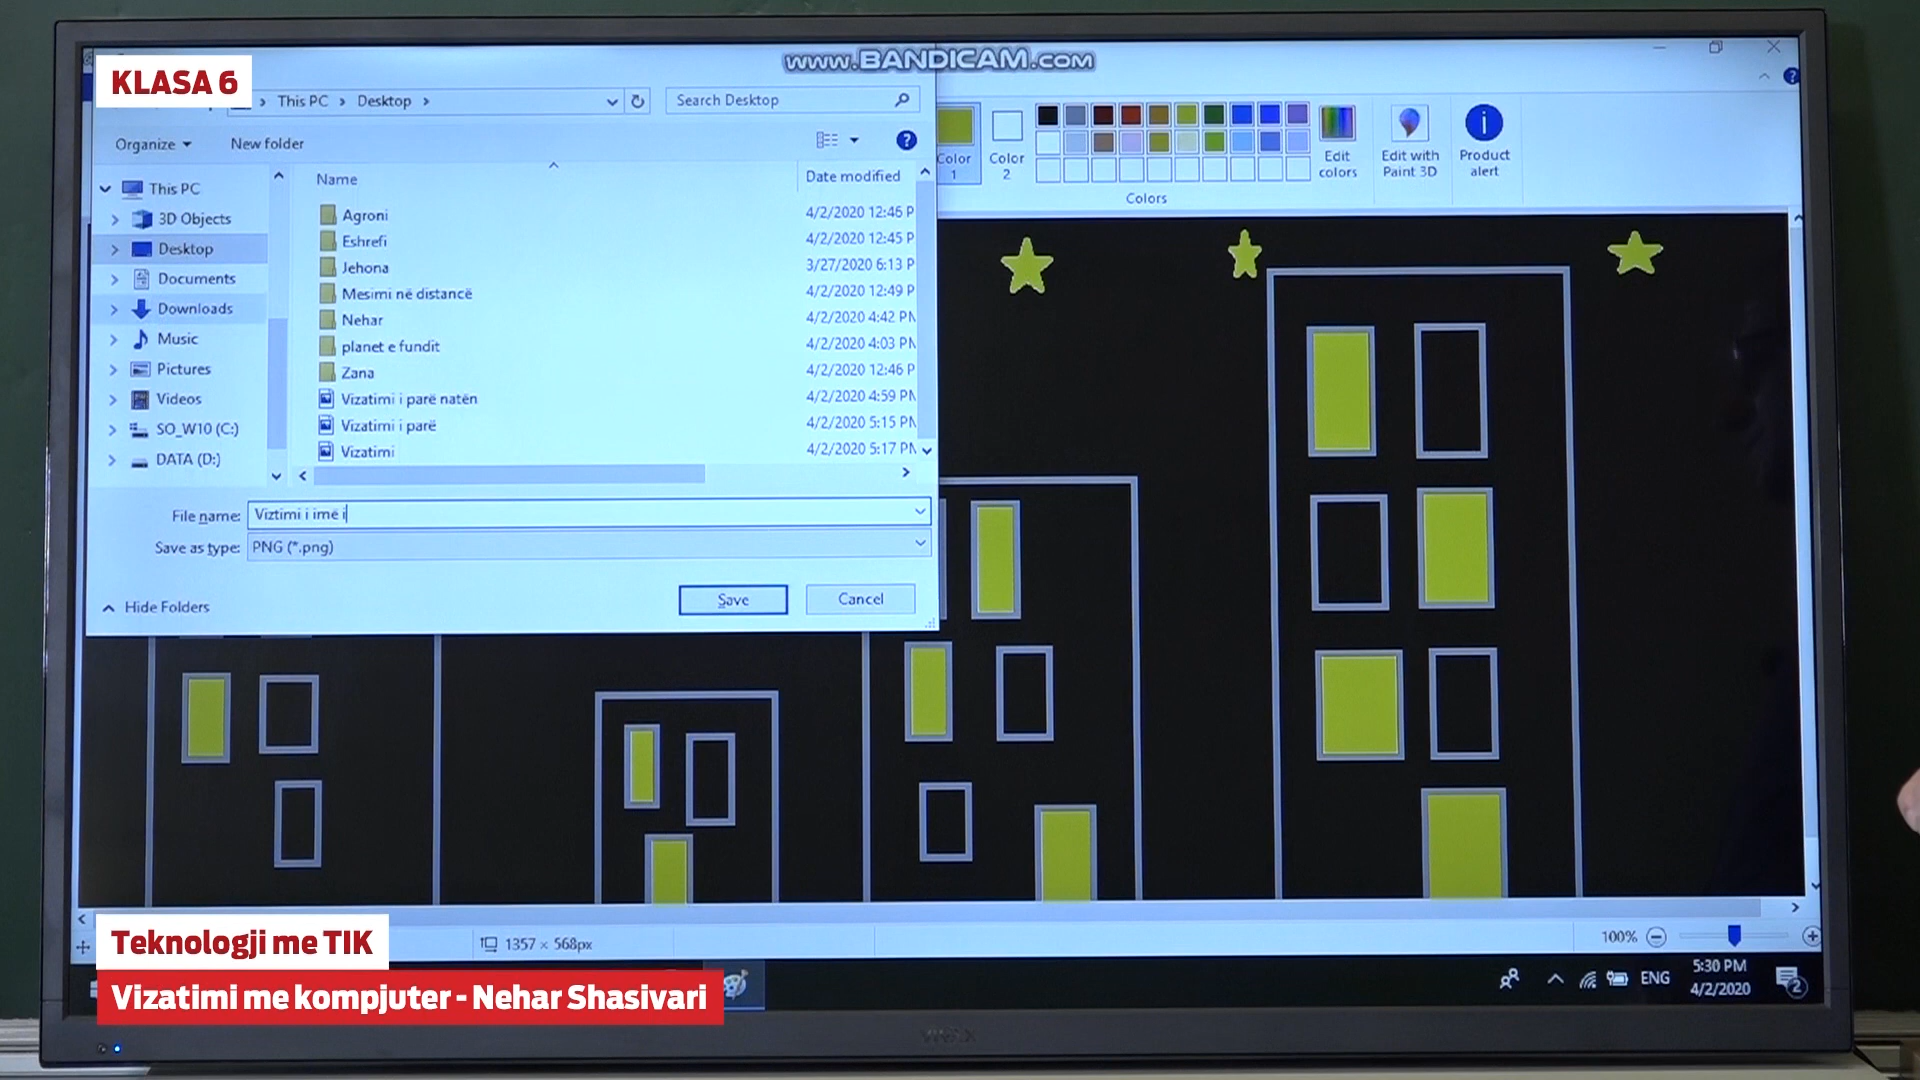 www.BANDICAM.com
KLASA 6
This PC > Desktop >
Search Desktop
Organize
New folder
Name
Date modified
This PC
3D Objects
Desktop
Documents
Downloads
Music
Pictures
Videos
SO_W10 (C:)
DATA (D:)
Agroni 4/2/2020 12:46 P
Eshrefi 4/2/2020 12:45 P
Jehona 3/27/2020 6:13 P
Mesimi në distancë 4/2/2020 12:49 P
Nehar 4/2/2020 4:42 PN
planet e fundit 4/2/2020 4:03 PN
Zana 4/2/2020 12:46 P
Vizatimi i parë natën 4/2/2020 4:59 PN
Vizatimi i parë 4/2/2020 5:15 PN
Vizatimi 4/2/2020 5:17 PN
File name: Viztimi i imë i
Save as type: PNG (*.png)
Hide Folders
Save
Cancel
Color
1
Color
2
Edit
colors
Edit with
Paint 3D
Product
alert
Colors
1357 × 568px
100%
ENG
5:30 PM
4/2/2020
2
Teknologji me TIK
Vizatimi me kompjuter - Nehar Shasivari